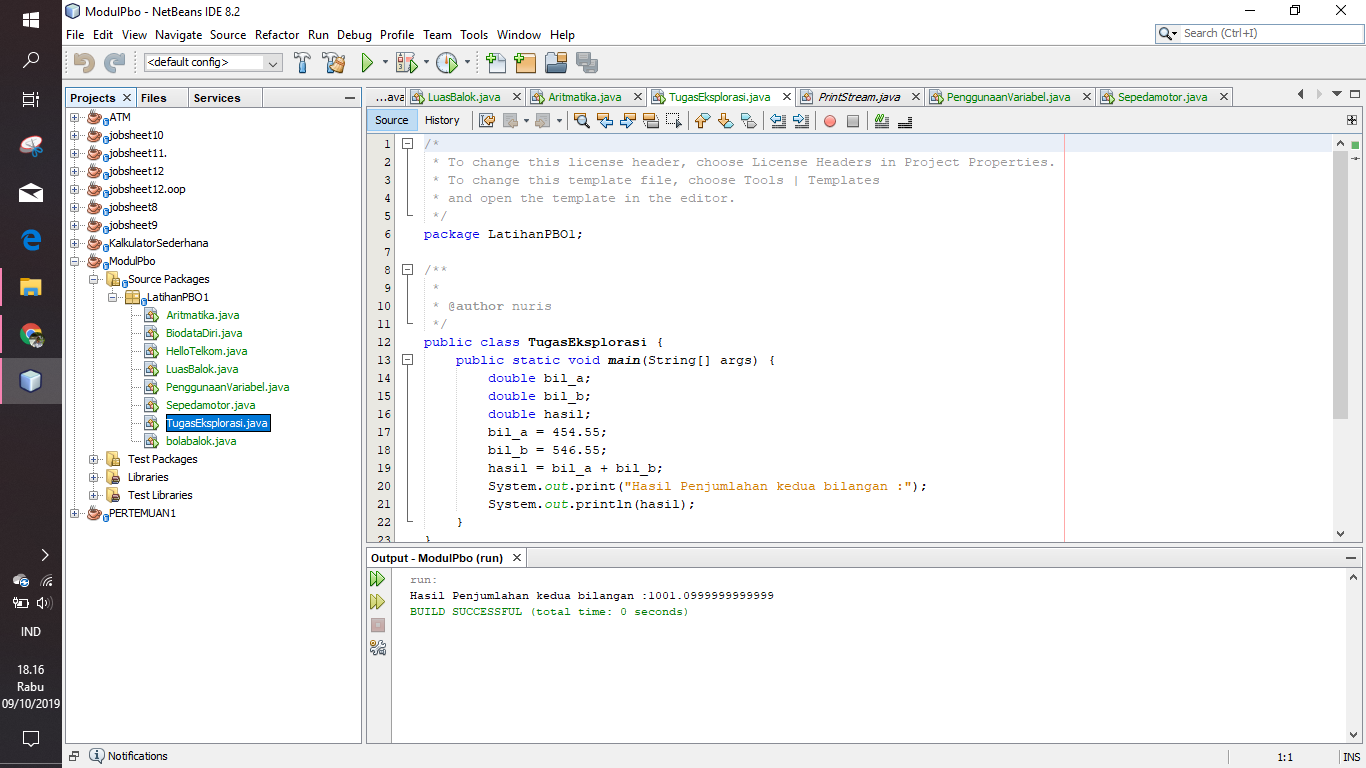 ModulPbo - NetBeans IDE 8.2
File Edit View Navigate Source Refactor Run Debug Profile Team Tools Window Help
Search (Ctrl+I)
<default config>
Projects Files Services
ATM
jobsheet10
jobsheet11.
jobsheet12
jobsheet12.oop
jobsheet8
jobsheet9
KalkulatorSederhana
ModulPbo
Source Packages
LatihanPBO1
Aritmatika.java
BiodataDiri.java
HelloTelkom.java
LuasBalok.java
PenggunaanVariabel.java
Sepedamotor.java
TugasEksplorasi.java
bolabalok.java
Test Packages
Libraries
Test Libraries
PERTEMUAN1
...ava LuasBalok.java Aritmatika.java TugasEksplorasi.java PrintStream.java PenggunaanVariabel.java Sepedamotor.java
Source History
1 /*
2 * To change this license header, choose License Headers in Project Properties.
3 * To change this template file, choose Tools | Templates
4 * and open the template in the editor.
5 */
6 package LatihanPBO1;
7
8 /**
9 *
10 * @author nuris
11 */
12 public class TugasEksplorasi {
13 public static void main(String[] args) {
14 double bil_a;
15 double bil_b;
16 double hasil;
17 bil_a = 454.55;
18 bil_b = 546.55;
19 hasil = bil_a + bil_b;
20 System.out.print("Hasil Penjumlahan kedua bilangan :");
21 System.out.println(hasil);
22 }
23 }
Output - ModulPbo (run)
run:
Hasil Penjumlahan kedua bilangan :1001.0999999999999
BUILD SUCCESSFUL (total time: 0 seconds)
IND
18.16
Rabu
09/10/2019
Notifications
1:1 INS